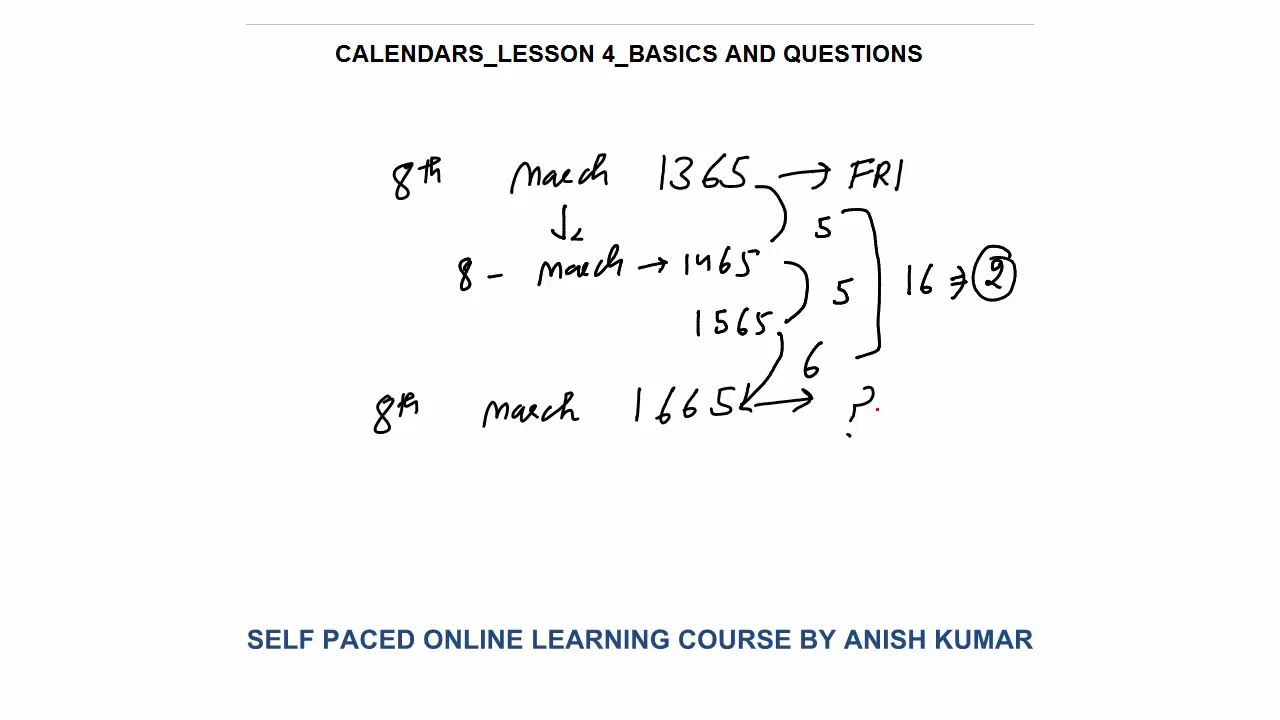 CALENDARS_LESSON 4_BASICS AND QUESTIONS
8th march 1365 → FRI
5
8 - march → 1465
16 ⇒ 2
5
1565
6
8th march 1665 → ?
SELF PACED ONLINE LEARNING COURSE BY ANISH KUMAR